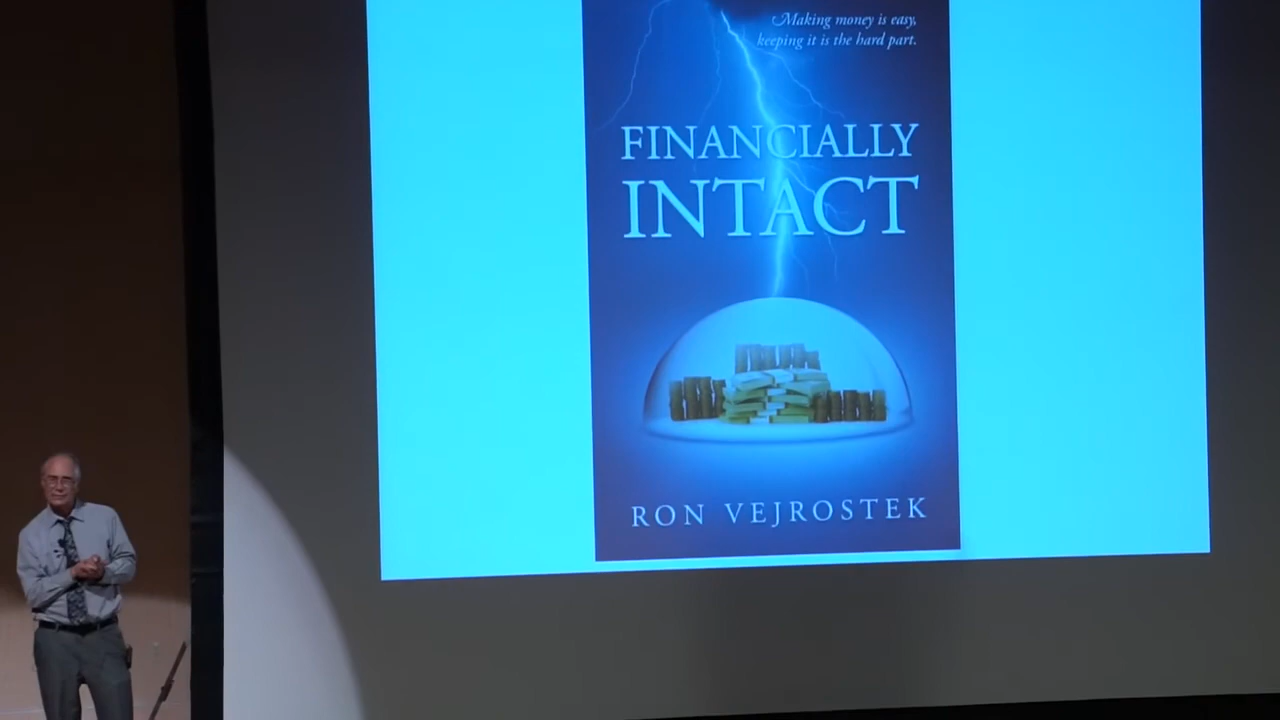 Making money is easy,
keeping it is the hard part.
FINANCIALLY
INTACT
RON VEJROSTEK